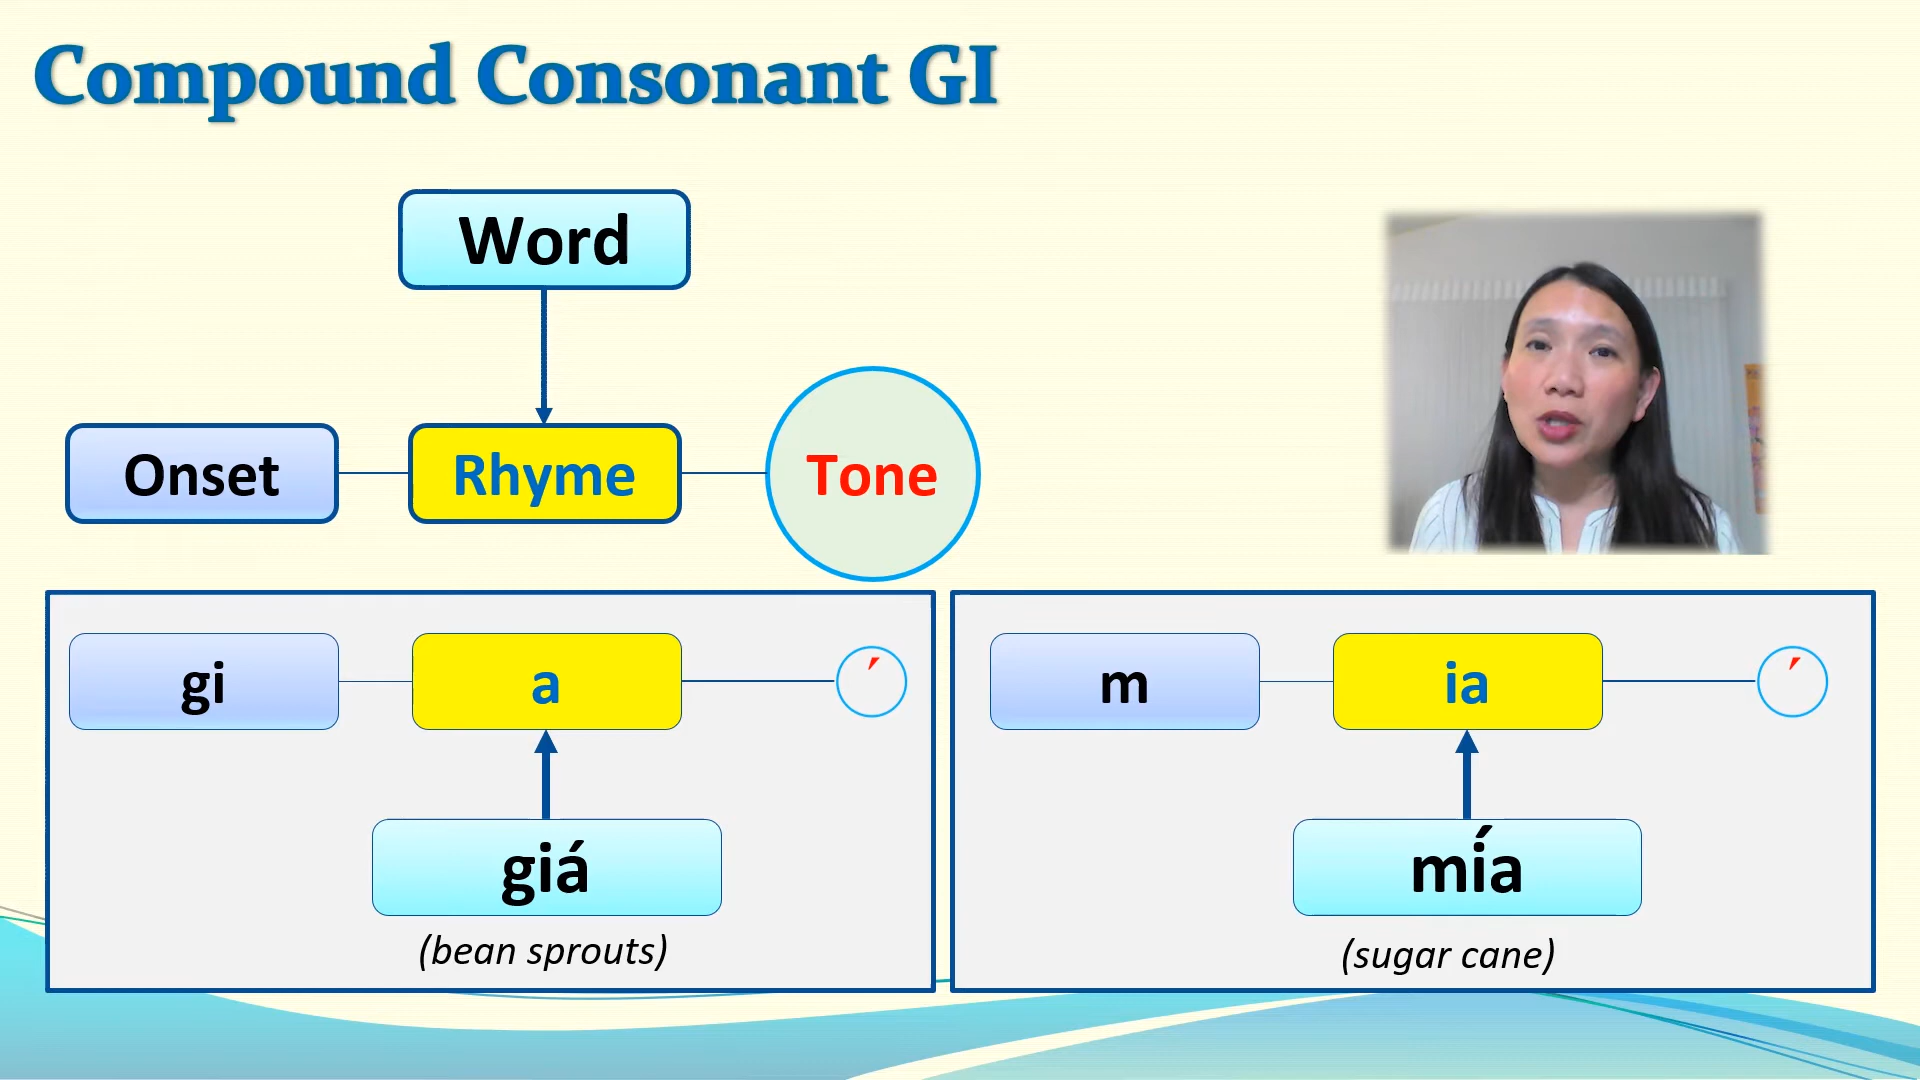 Compound Consonant GI
Word
Onset
Rhyme
Tone
gi
a
´
giá
(bean sprouts)
m
ia
´
mía
(sugar cane)